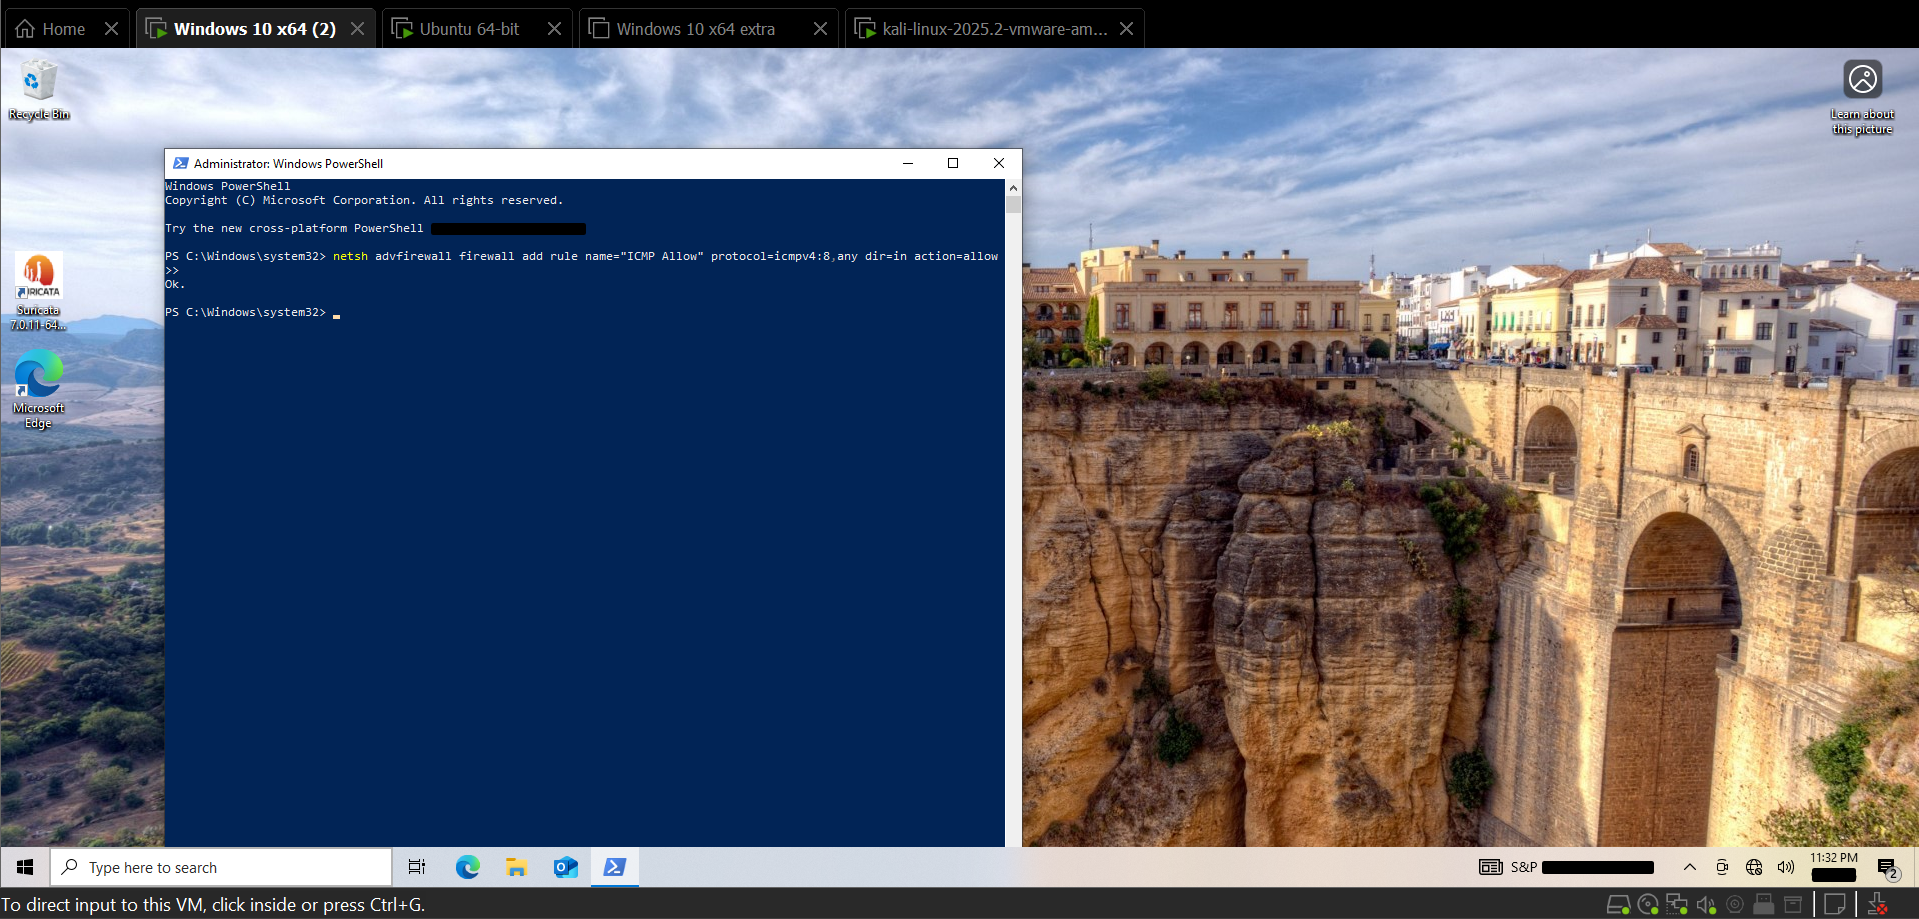 Home
Windows 10 x64 (2)
Ubuntu 64-bit
Windows 10 x64 extra
kali-linux-2025.2-vmware-am...
Recycle Bin
Learn about
this picture
Administrator: Windows PowerShell
Windows PowerShell
Copyright (C) Microsoft Corporation. All rights reserved.
Try the new cross-platform PowerShell
PS C:\Windows\system32> netsh advfirewall firewall add rule name="ICMP Allow" protocol=icmpv4:8,any dir=in action=allow
>>
Ok.
PS C:\Windows\system32>
SURICATA
Suricata
7.0.11-64...
Microsoft
Edge
Type here to search
S&P
11:32 PM
2
To direct input to this VM, click inside or press Ctrl+G.